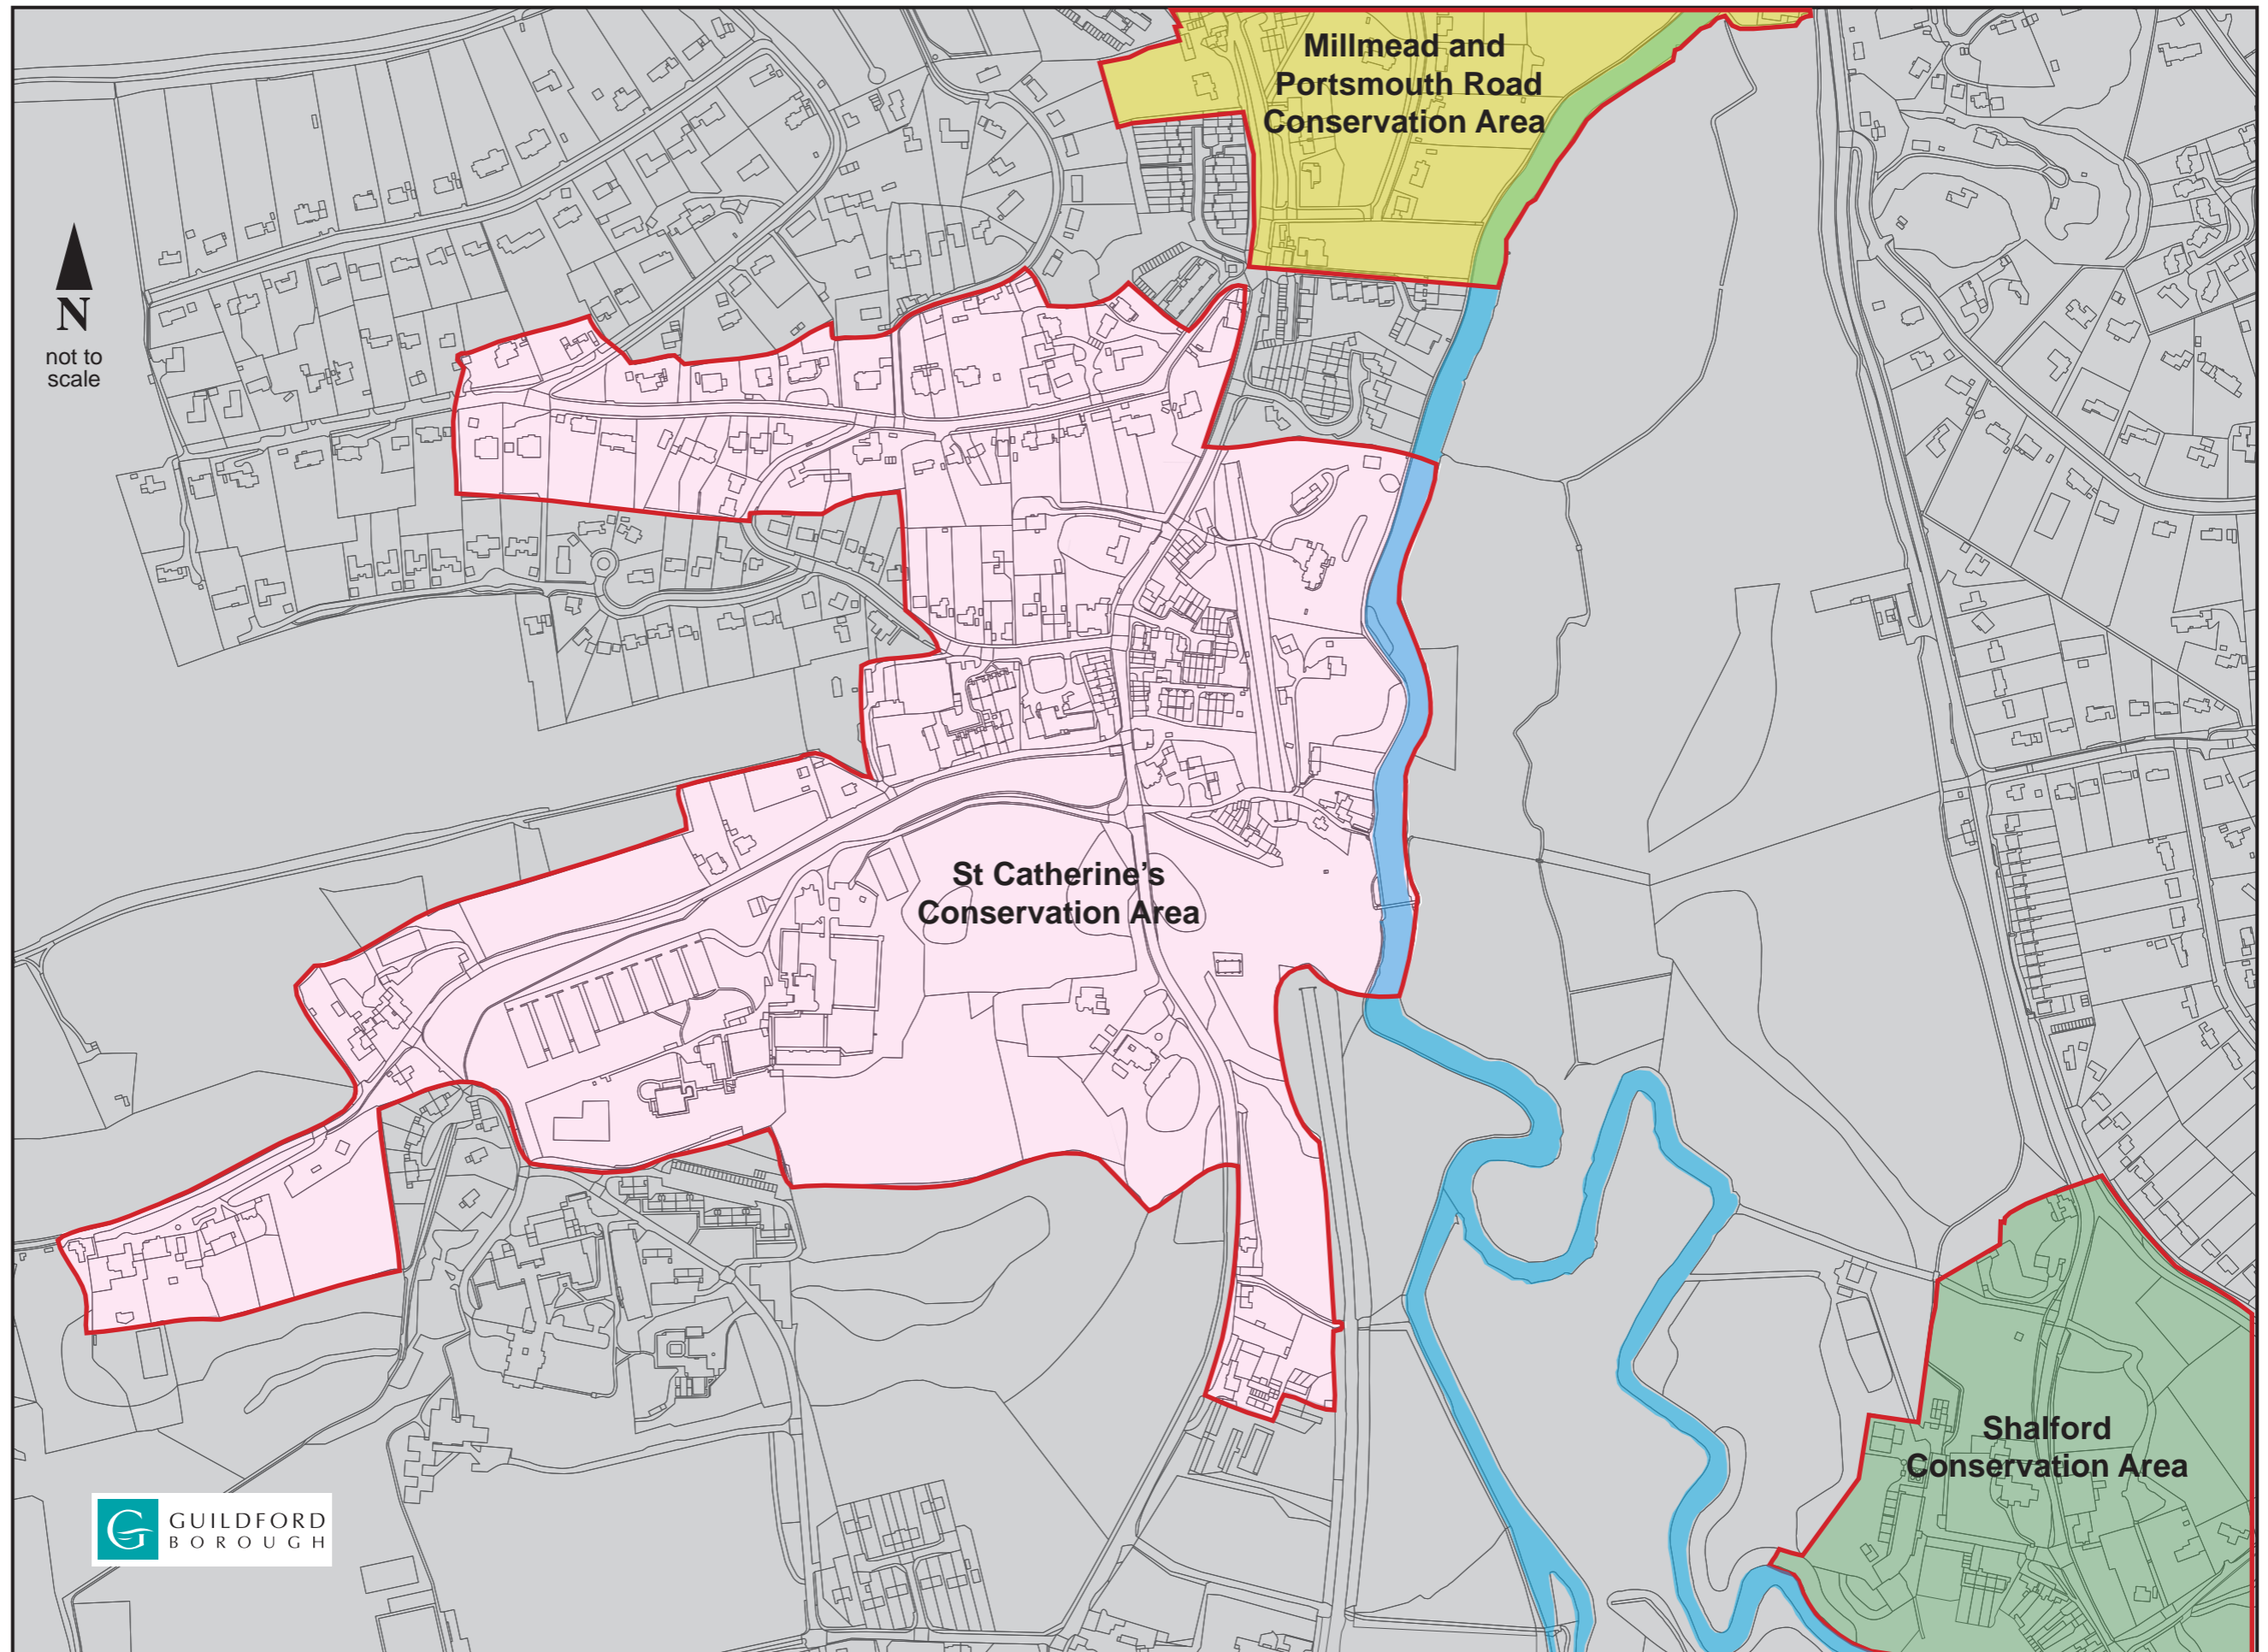 Millmead and
Portsmouth Road
Conservation Area
N
not to
scale
St Catherine's
Conservation Area
Shalford
Conservation Area
G
GUILDFORD
BOROUGH